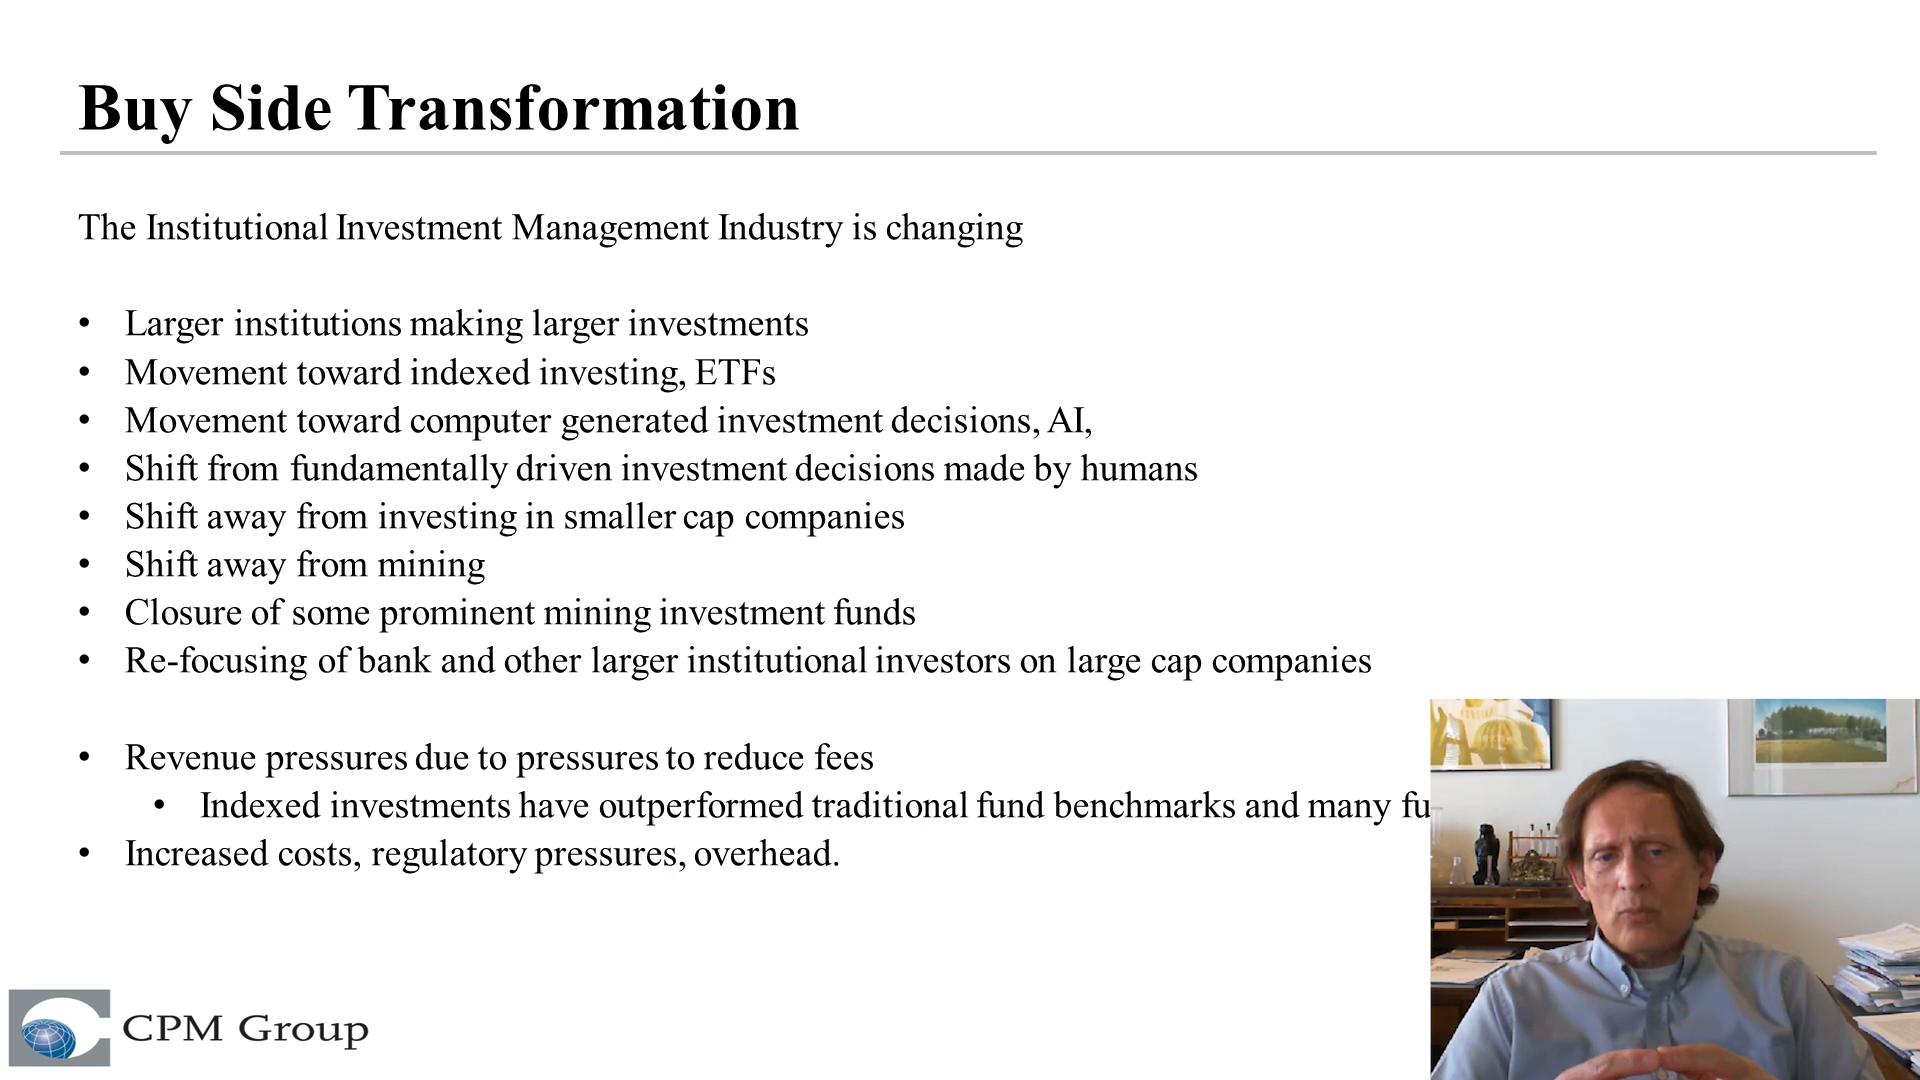 Buy Side Transformation
The Institutional Investment Management Industry is changing
• Larger institutions making larger investments
• Movement toward indexed investing, ETFs
• Movement toward computer generated investment decisions, AI,
• Shift from fundamentally driven investment decisions made by humans
• Shift away from investing in smaller cap companies
• Shift away from mining
• Closure of some prominent mining investment funds
• Re-focusing of bank and other larger institutional investors on large cap companies
• Revenue pressures due to pressures to reduce fees
• Indexed investments have outperformed traditional fund benchmarks and many
• Increased costs, regulatory pressures, overhead.
CPM Group